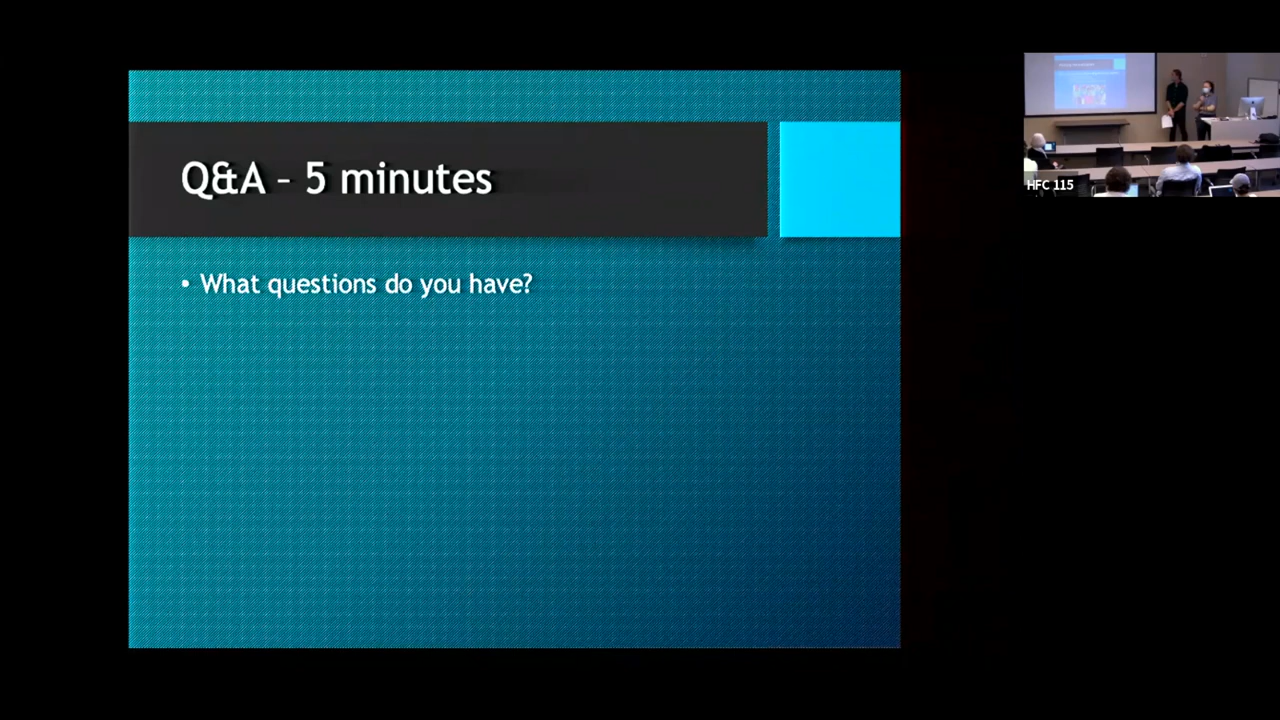 Q&A – 5 minutes
• What questions do you have?
HFC 115